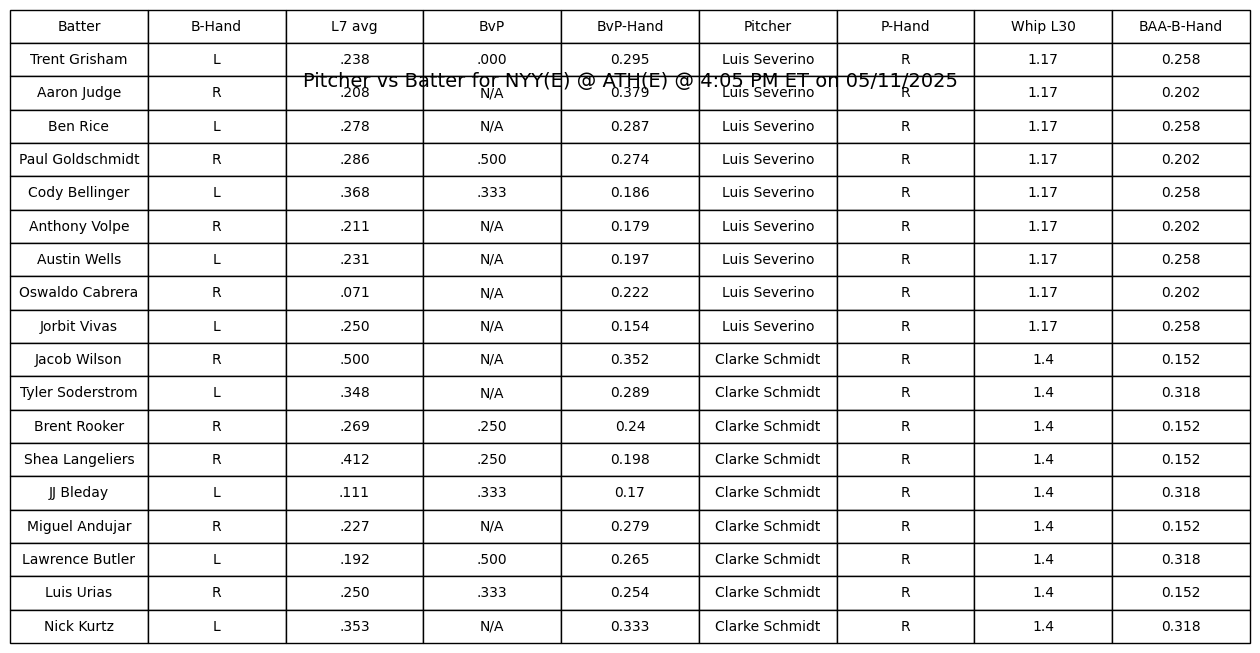 Batter B-Hand L7 avg BvP BvP-Hand Pitcher P-Hand Whip L30 BAA-B-Hand
Trent Grisham L .238 .000 0.295 Luis Severino R 1.17 0.258
Pitcher vs Batter for NYY(E) @ ATH(E) @ 4:05 PM ET on 05/11/2025
Aaron Judge R .208 N/A 0.379 Luis Severino R 1.17 0.202
Ben Rice L .278 N/A 0.287 Luis Severino R 1.17 0.258
Paul Goldschmidt R .286 .500 0.274 Luis Severino R 1.17 0.202
Cody Bellinger L .368 .333 0.186 Luis Severino R 1.17 0.258
Anthony Volpe R .211 N/A 0.179 Luis Severino R 1.17 0.202
Austin Wells L .231 N/A 0.197 Luis Severino R 1.17 0.258
Oswaldo Cabrera R .071 N/A 0.222 Luis Severino R 1.17 0.202
Jorbit Vivas L .250 N/A 0.154 Luis Severino R 1.17 0.258
Jacob Wilson R .500 N/A 0.352 Clarke Schmidt R 1.4 0.152
Tyler Soderstrom L .348 N/A 0.289 Clarke Schmidt R 1.4 0.318
Brent Rooker R .269 .250 0.24 Clarke Schmidt R 1.4 0.152
Shea Langeliers R .412 .250 0.198 Clarke Schmidt R 1.4 0.152
JJ Bleday L .111 .333 0.17 Clarke Schmidt R 1.4 0.318
Miguel Andujar R .227 N/A 0.279 Clarke Schmidt R 1.4 0.152
Lawrence Butler L .192 .500 0.265 Clarke Schmidt R 1.4 0.318
Luis Urias R .250 .333 0.254 Clarke Schmidt R 1.4 0.152
Nick Kurtz L .353 N/A 0.333 Clarke Schmidt R 1.4 0.318